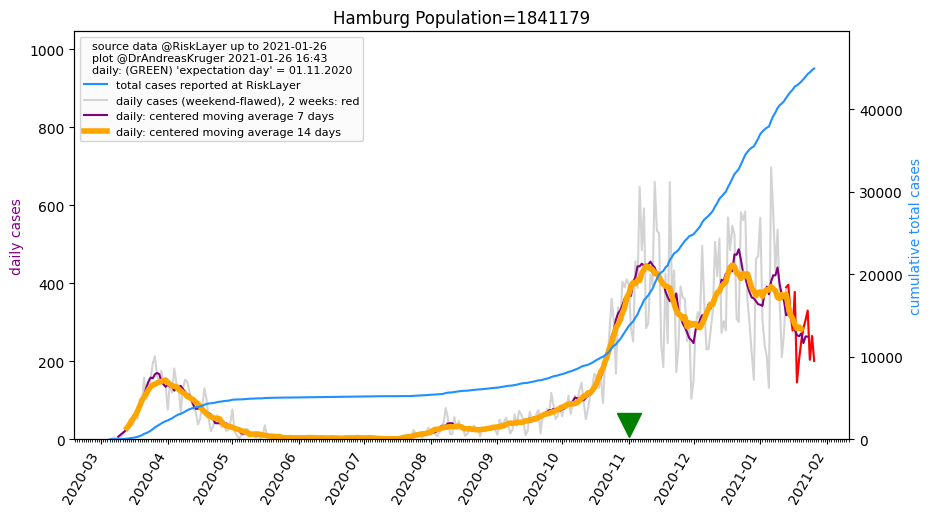 Hamburg Population=1841179
source data @RiskLayer up to 2021-01-26
plot @DrAndreasKruger 2021-01-26 16:43
daily: (GREEN) 'expectation day' = 01.11.2020
total cases reported at RiskLayer
daily cases (weekend-flawed), 2 weeks: red
daily: centered moving average 7 days
daily: centered moving average 14 days
daily cases
1000
800
600
400
200
0
cumulative total cases
40000
30000
20000
10000
0
2020-03
2020-04
2020-05
2020-06
2020-07
2020-08
2020-09
2020-10
2020-11
2020-12
2021-01
2021-02